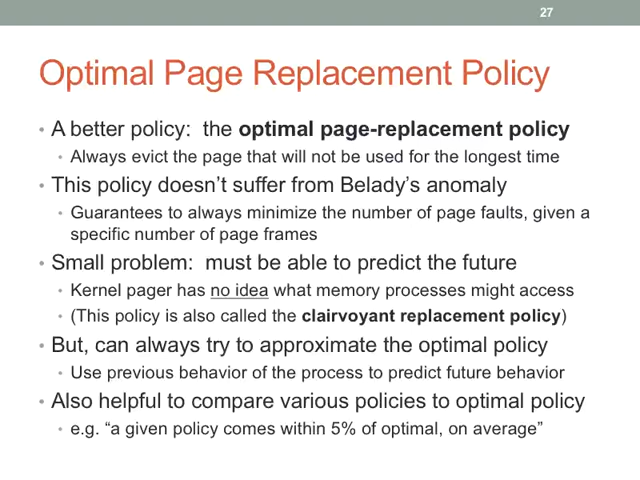 27
Optimal Page Replacement Policy
• A better policy:  the optimal page-replacement policy
• Always evict the page that will not be used for the longest time
• This policy doesn’t suffer from Belady’s anomaly
• Guarantees to always minimize the number of page faults, given a
specific number of page frames
• Small problem:  must be able to predict the future
• Kernel pager has no idea what memory processes might access
• (This policy is also called the clairvoyant replacement policy)
• But, can always try to approximate the optimal policy
• Use previous behavior of the process to predict future behavior
• Also helpful to compare various policies to optimal policy
• e.g. “a given policy comes within 5% of optimal, on average”